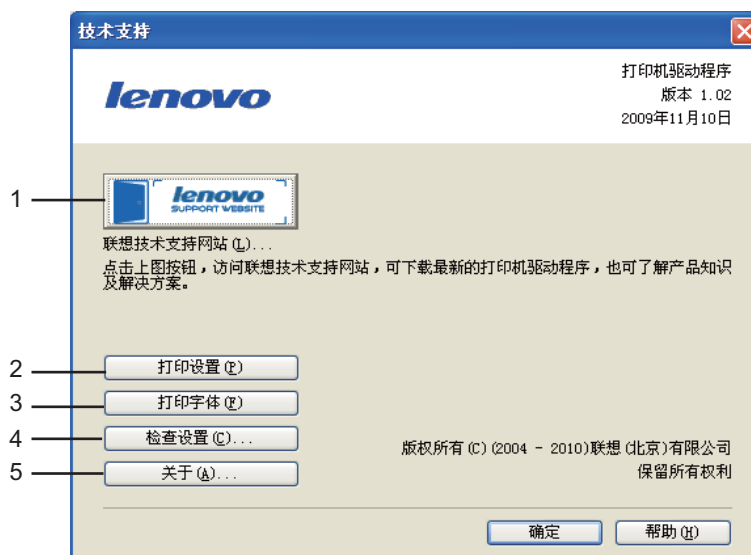 技术支持
lenovo
打印机驱动程序
版本 1.02
2009年11月10日
1
lenovo
SUPPORT WEBSITE
联想技术支持网站(L)...
点击上图按钮，访问联想技术支持网站，可下载最新的打印机驱动程序，也可了解产品知识
及解决方案。
2
打印设置(P)
3
打印字体(F)
4
检查设置(C)...
5
关于(A)...
版权所有(C)(2004 - 2010)联想(北京)有限公司
保留所有权利
确定
帮助(H)